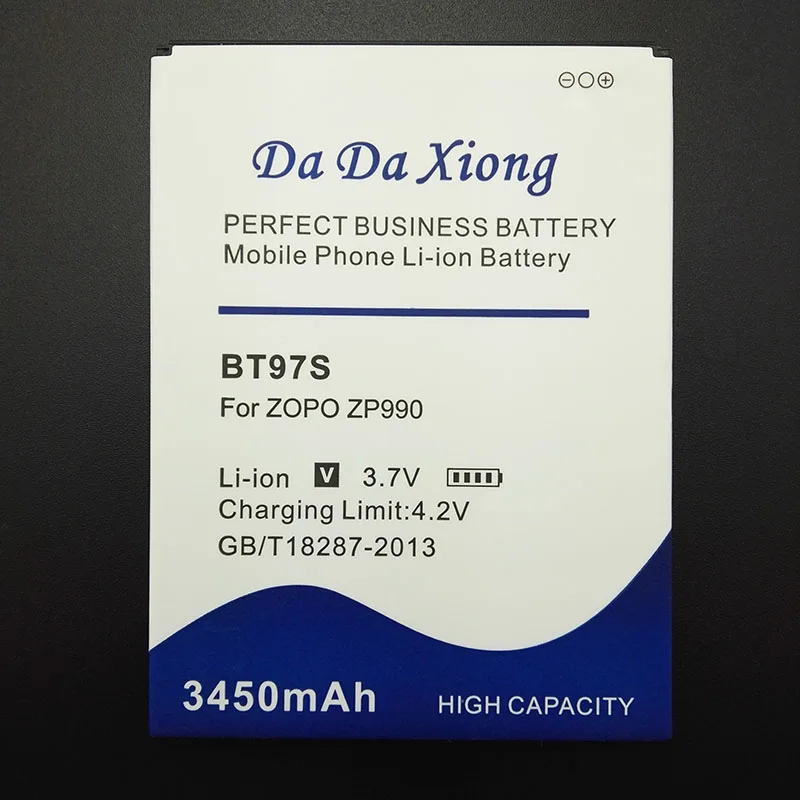 Da Da Xiong
PERFECT BUSINESS BATTERY
Mobile Phone Li-ion Battery
BT97S
For ZOPO ZP990
Li-ion V 3.7V
Charging Limit:4.2V
GB/T18287-2013
3450mAh
HIGH CAPACITY